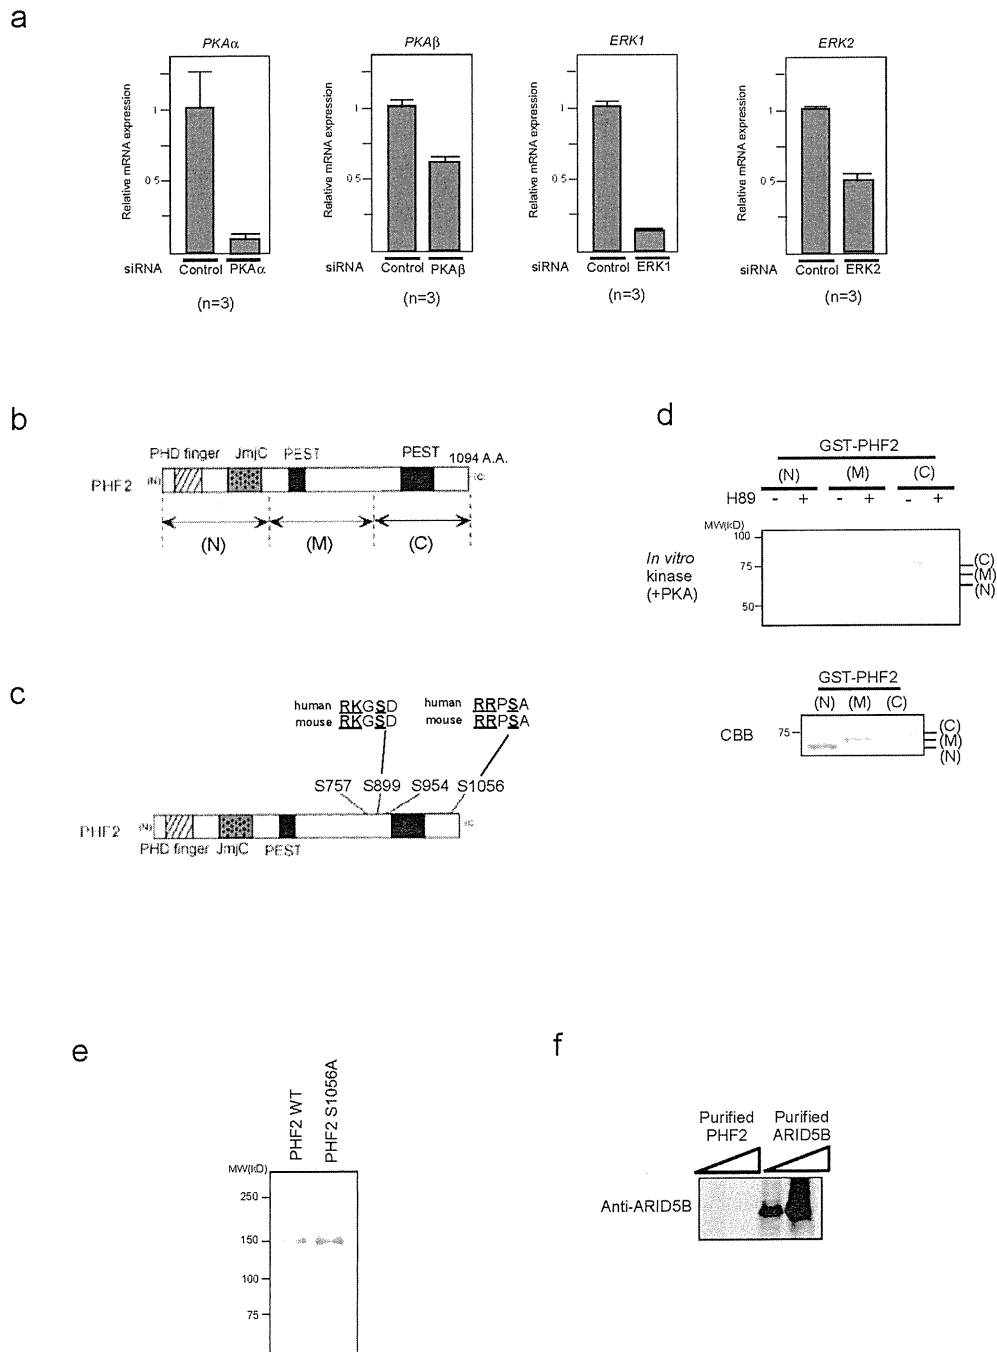 a
PKAα
Relative mRNA expression
1
0 5
siRNA Control PKAα
(n=3)
PKAβ
Relative mRNA expression
1
0 5
siRNA Control PKAβ
(n=3)
ERK1
Relative mRNA expression
1
0 5
siRNA Control ERK1
(n=3)
ERK2
Relative mRNA expression
1
0 5
siRNA Control ERK2
(n=3)
b
PHD finger JmjC PEST PEST 1094 A.A.
PHF2 (N) (C)
(N) (M) (C)
c
human RKGSD human RRPSA
mouse RKGSD mouse RRPSA
S757 S899 S954 S1056
PHF2 (N) (C)
PHD finger JmjC PEST
d
GST-PHF2
(N) (M) (C)
H89 - + - + - +
MW(kD)
100
75
50
In vitro
kinase
(+PKA)
(C)
(M)
(N)
GST-PHF2
(N) (M) (C)
CBB 75
(C)
(M)
(N)
e
PHF2 WT
PHF2 S1056A
MW(kD)
250
150
100
75
f
Purified Purified
PHF2 ARID5B
Anti-ARID5B